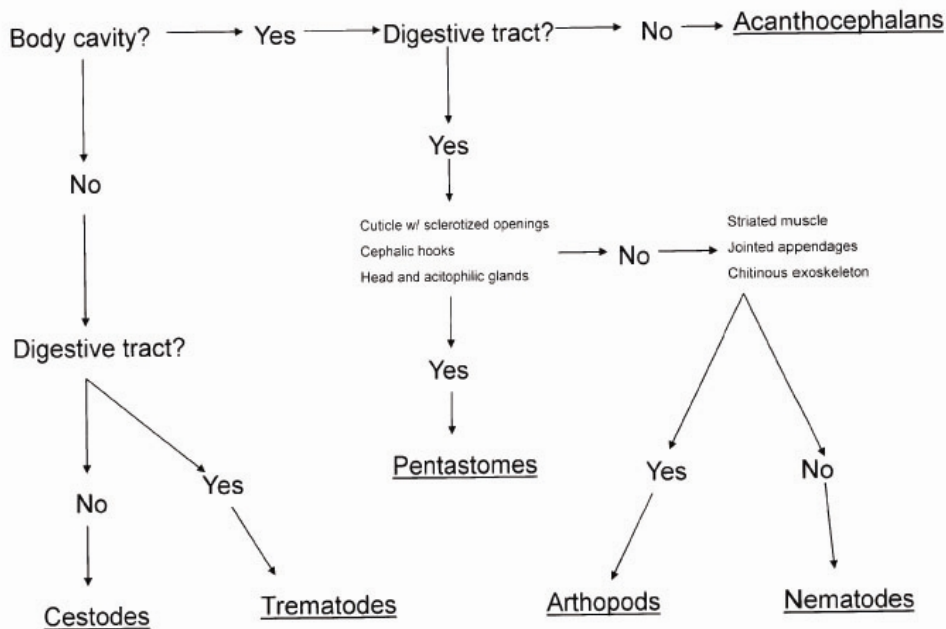 Body cavity? Yes Digestive tract? No Acanthocephalans
Yes
No
Cuticle w/ sclerotized openings
Cephalic hooks
Head and acitophilic glands
No
Striated muscle
Jointed appendages
Chitinous exoskeleton
Digestive tract?
Yes
Pentastomes
No
Yes
Yes
No
Cestodes
Trematodes
Arthopods
Nematodes